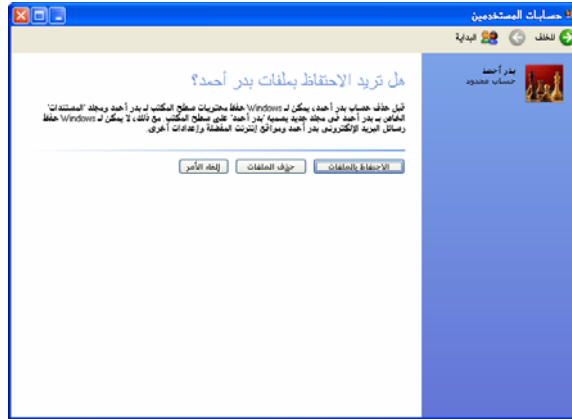 حسابات المستخدمين
للخلف البداية
بدر أحمد
حساب محدود
هل تريد الاحتفاظ بملفات بدر أحمد؟
قبل حذف حساب بدر أحمد، يمكن لـ Windows حفظ محتويات سطح المكتب لـ بدر أحمد ومجلد "المستندات"
الخاص بـ بدر أحمد في مجلد جديد يسميه "بدر أحمد" على سطح المكتب. مع ذلك، لا يمكن لـ Windows حفظ
رسائل البريد الإلكتروني بدر أحمد ومواقع إنترنت المفضلة وإعدادات أخرى.
الاحتفاظ بالملفات حذف الملفات إلغاء الأمر